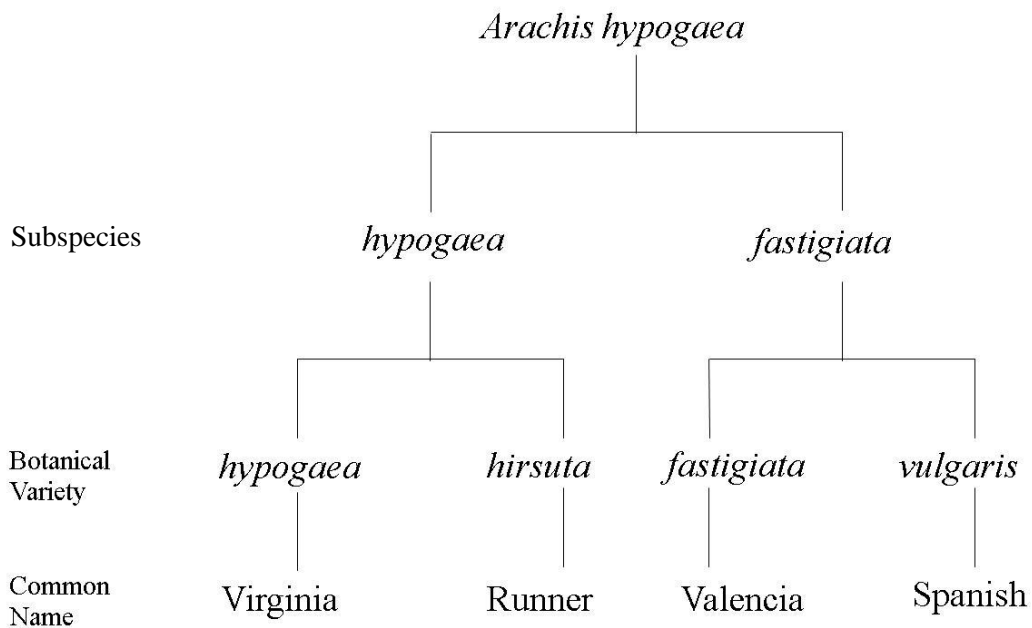 Arachis hypogaea
Subspecies hypogaea fastigiata
Botanical
Variety
hypogaea hirsuta fastigiata vulgaris
Common
Name
Virginia Runner Valencia Spanish